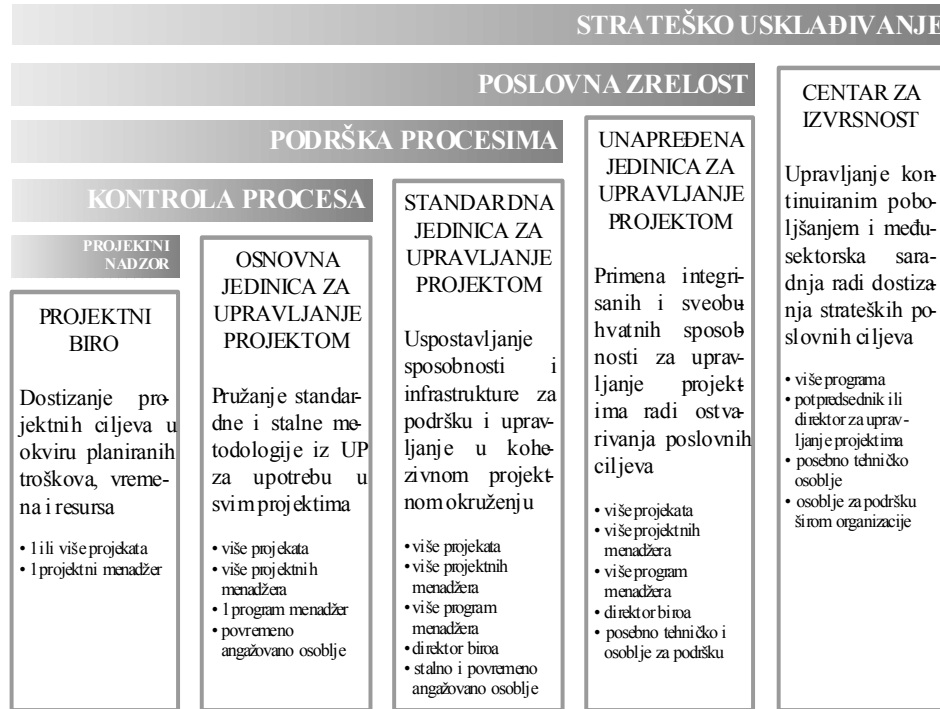 STRATEŠKO USKLAĐIVANJE
POSLOVNA ZRELOST
PODRŠKA PROCESIMA
KONTROLA PROCESA
PROJEKTNI
NADZOR
PROJEKTNI
BIRO
Dostizanje pro-
jektnih ciljeva u
okviru planiranih
troškova, vreme-
na i resursa
• 1 ili više projekata
• 1 projektni menadžer
OSNOVNA
JEDINICA ZA
UPRAVLJANJE
PROJEKTOM
Pružanje standar-
dne i stalne me-
todologije iz UP
za upotrebu u
svim projektima
• više projekata
• više projektnih
menadžera
• 1 program menadžer
• povremeno
angažovano osoblje
STANDARDNA
JEDINICA ZA
UPRAVLJANJE
PROJEKTOM
Uspostavljanje
sposobnosti i
infrastrukture za
podršku i uprav-
ljanje u kohe-
zivnom projekt-
nom okruženju
• više projekata
• više projektnih
menadžera
• više program
menadžera
• direktor biroa
• stalno i povremeno
angažovano osoblje
UNAPREĐENA
JEDINICA ZA
UPRAVLJANJE
PROJEKTOM
Primena integri-
sanih i sveobu
hvatnih sposob
nosti za uprav-
ljanje projekt
ima radi ostva-
rivanja poslovnih
ciljeva
• više projekata
• više projektnih
menadžera
• više program
menadžera
• direktor biroa
• posebno tehničko i
osoblje za podršku
CENTAR ZA
IZVRSNOST
Upravljanje kon-
tinuiranim pobo-
ljšanjem i među-
sektorska sara-
dnja radi dostiza-
nja strateških po-
slovnih ciljeva
• više programa
• potpredsednik ili
direktor za uprav-
ljanje projektima
• posebno tehničko
osoblje
• osoblje za podršku
širom organizacije